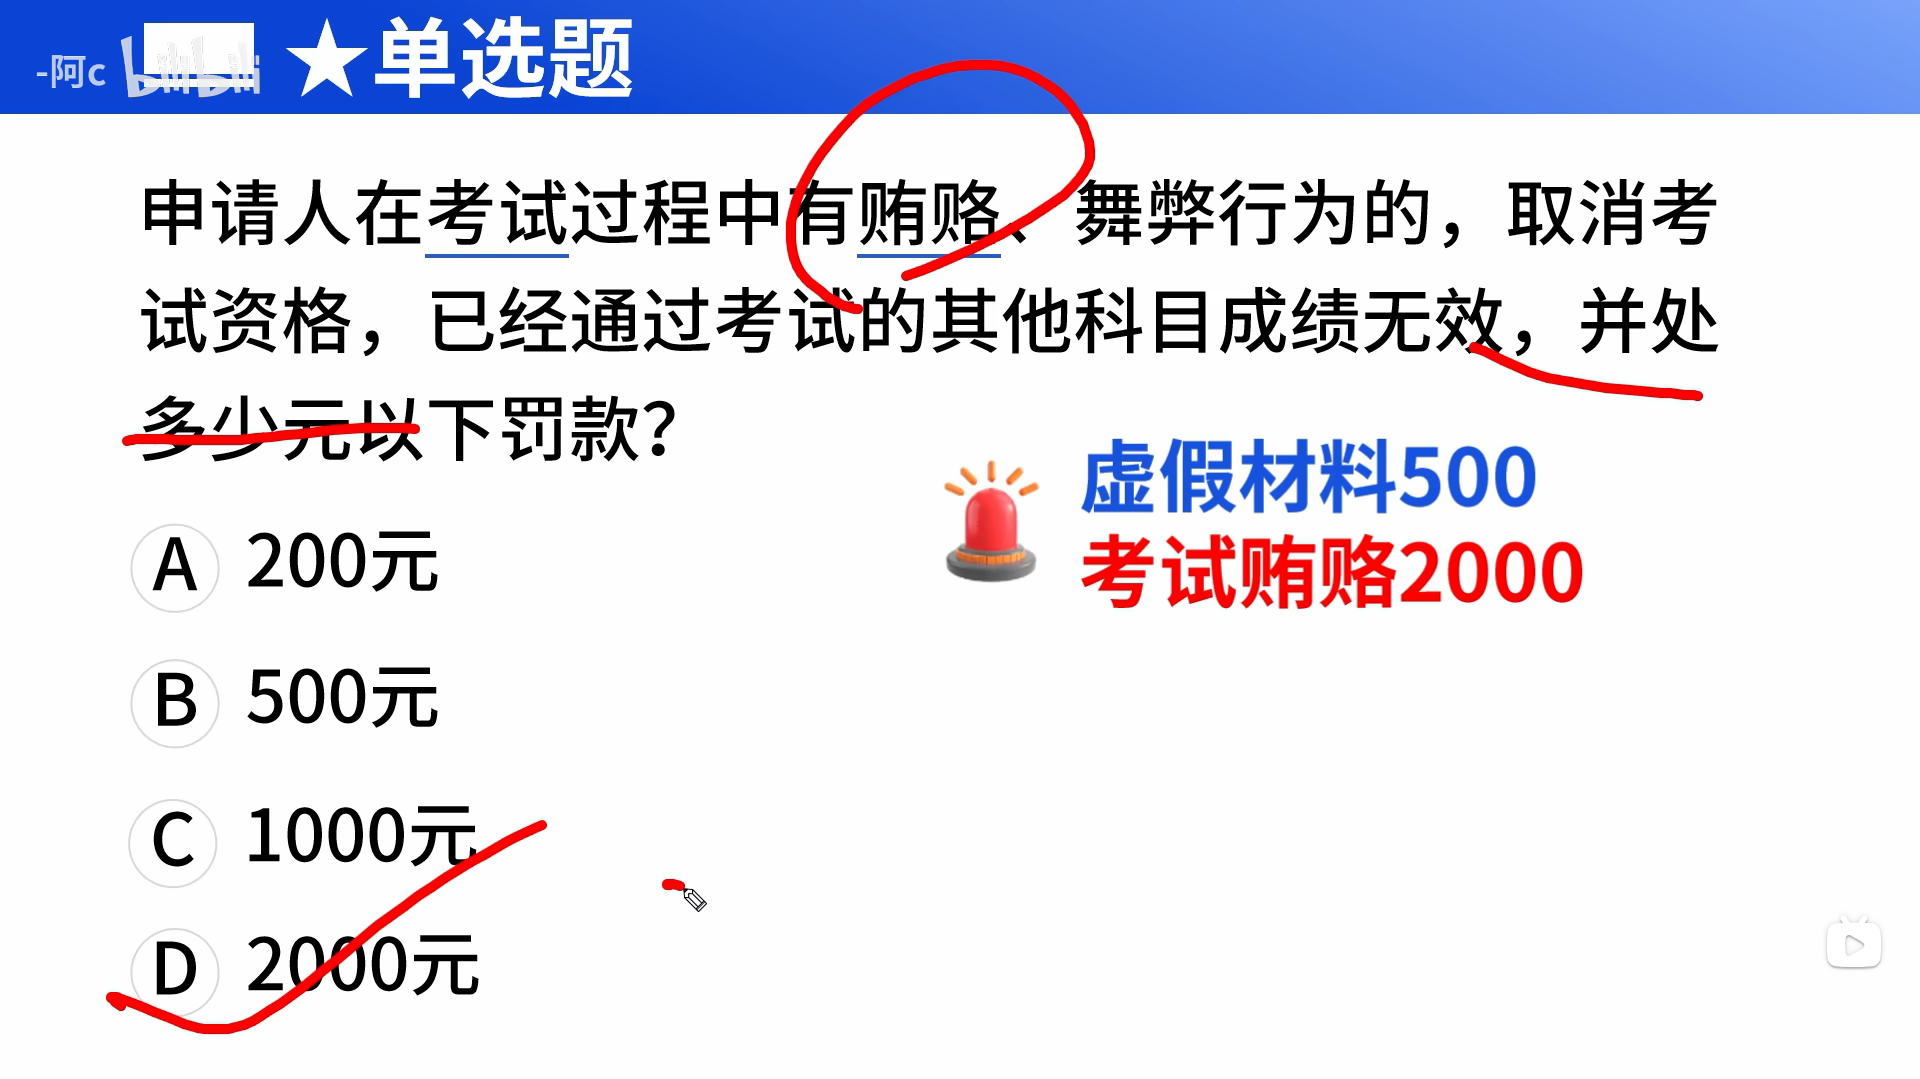 -阿c bilibili ★单选题
申请人在考试过程中有贿赂、舞弊行为的，取消考
试资格，已经通过考试的其他科目成绩无效，并处
多少元以下罚款？
虚假材料500
考试贿赂2000
A 200元
B 500元
C 1000元
D 2000元